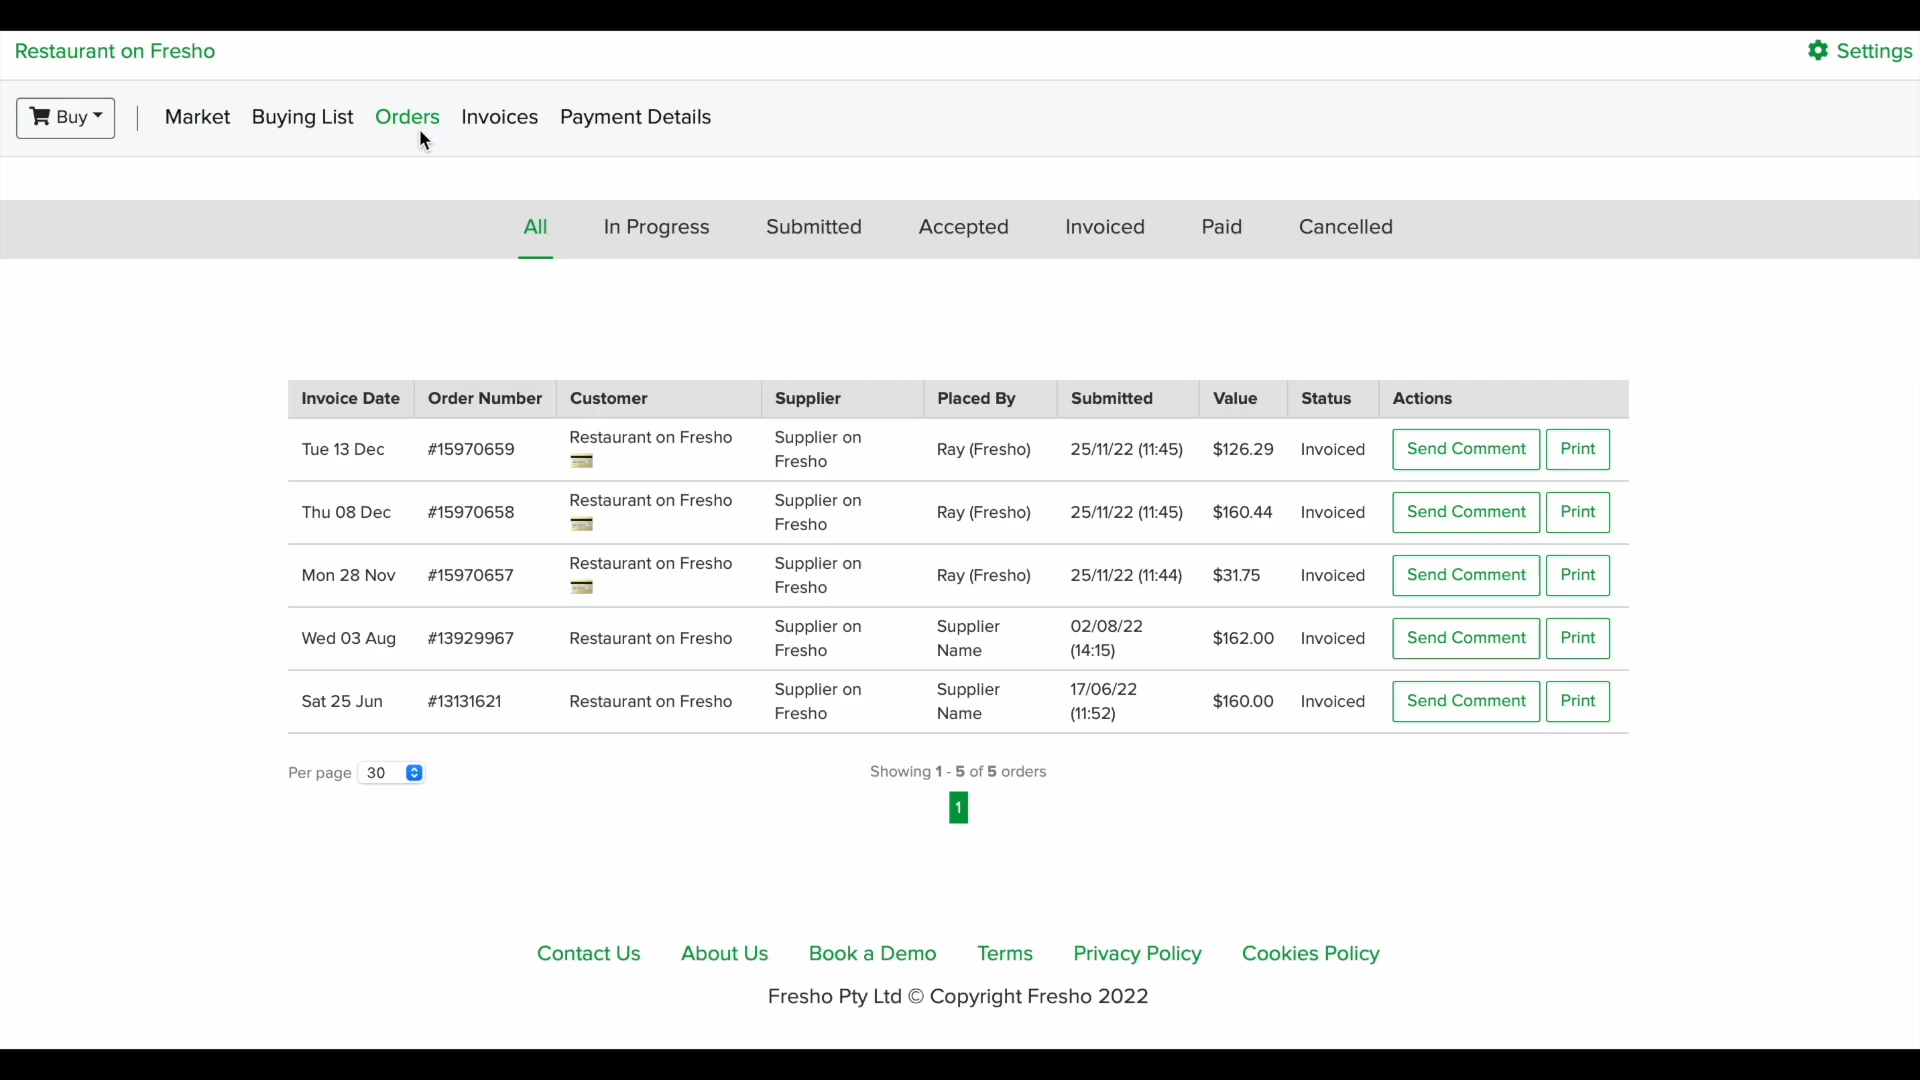 Restaurant on Fresho
Settings
Buy
Market
Buying List
Orders
Invoices
Payment Details
All
In Progress
Submitted
Accepted
Invoiced
Paid
Cancelled
Invoice Date Order Number Customer Supplier Placed By Submitted Value Status Actions
Tue 13 Dec #15970659 Restaurant on Fresho Supplier on Fresho Ray (Fresho) 25/11/22 (11:45) $126.29 Invoiced Send Comment Print
Thu 08 Dec #15970658 Restaurant on Fresho Supplier on Fresho Ray (Fresho) 25/11/22 (11:45) $160.44 Invoiced Send Comment Print
Mon 28 Nov #15970657 Restaurant on Fresho Supplier on Fresho Ray (Fresho) 25/11/22 (11:44) $31.75 Invoiced Send Comment Print
Wed 03 Aug #13929967 Restaurant on Fresho Supplier on Fresho Supplier Name 02/08/22 (14:15) $162.00 Invoiced Send Comment Print
Sat 25 Jun #13131621 Restaurant on Fresho Supplier on Fresho Supplier Name 17/06/22 (11:52) $160.00 Invoiced Send Comment Print
Per page 30
Showing 1 - 5 of 5 orders
1
Contact Us
About Us
Book a Demo
Terms
Privacy Policy
Cookies Policy
Fresho Pty Ltd © Copyright Fresho 2022